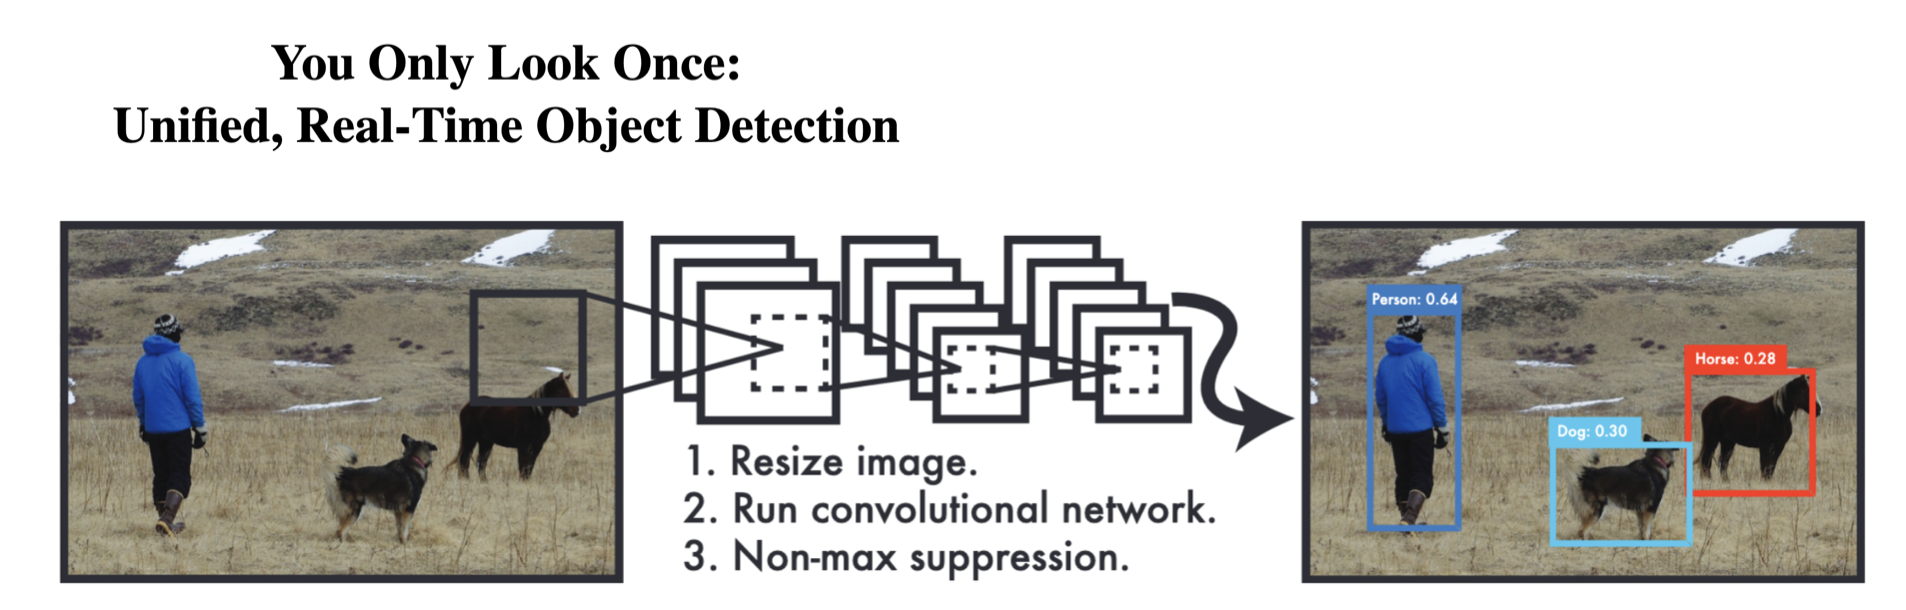 You Only Look Once:
Unified, Real-Time Object Detection
1. Resize image.
2. Run convolutional network.
3. Non-max suppression.
Person: 0.64
Horse: 0.28
Dog: 0.30